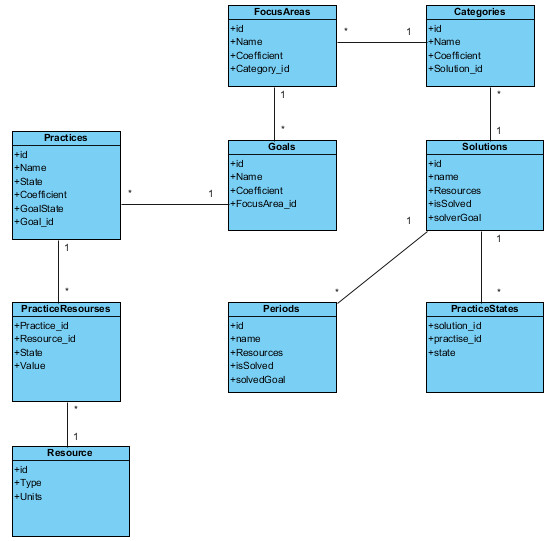 FocusAreas
+id
+Name
+Coefficient
+Category_id
Categories
+id
+Name
+Coefficient
+Solution_id
* 1
1
*
*
1
Practices
+id
+Name
+State
+Coefficient
+GoalState
+Goal_id
Goals
+id
+Name
+Coefficient
+FocusArea_id
Solutions
+id
+name
+Resources
+isSolved
+solverGoal
* 1
1
*
1
*
1
*
PracticeResourses
+Practice_id
+Resource_id
+State
+Value
Periods
+id
+name
+Resources
+isSolved
+solvedGoal
PracticeStates
+solution_id
+practise_id
+state
*
1
Resource
+id
+Type
+Units